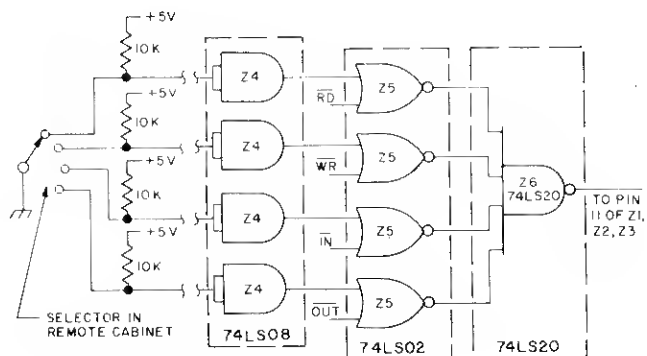 +5V
10K
+5V
10K
+5V
10K
+5V
10K
SELECTOR IN
REMOTE CABINET
Z4
Z4
Z4
Z4
74LS08
RD
WR
IN
OUT
Z5
Z5
Z5
Z5
74LS02
Z6
74LS20
74LS20
TO PIN
11 OF Z1,
Z2, Z3